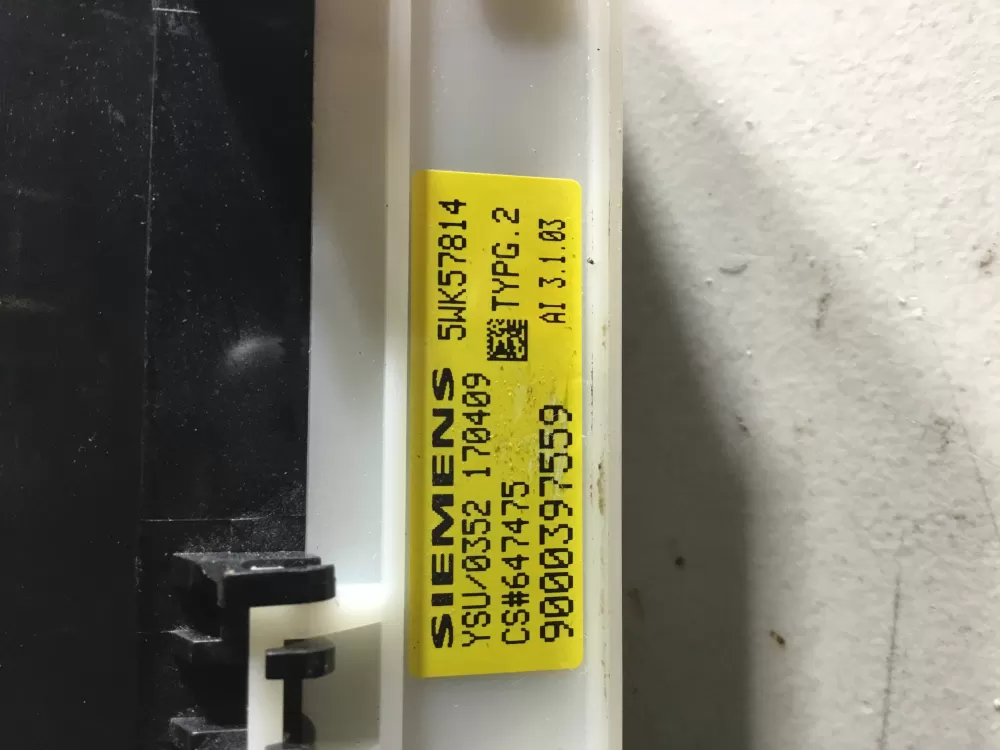 SIEMENS 5WK57814
YSU/0352 170409 TYPG.2
CS#647475
9000397559 AI 3.1.03